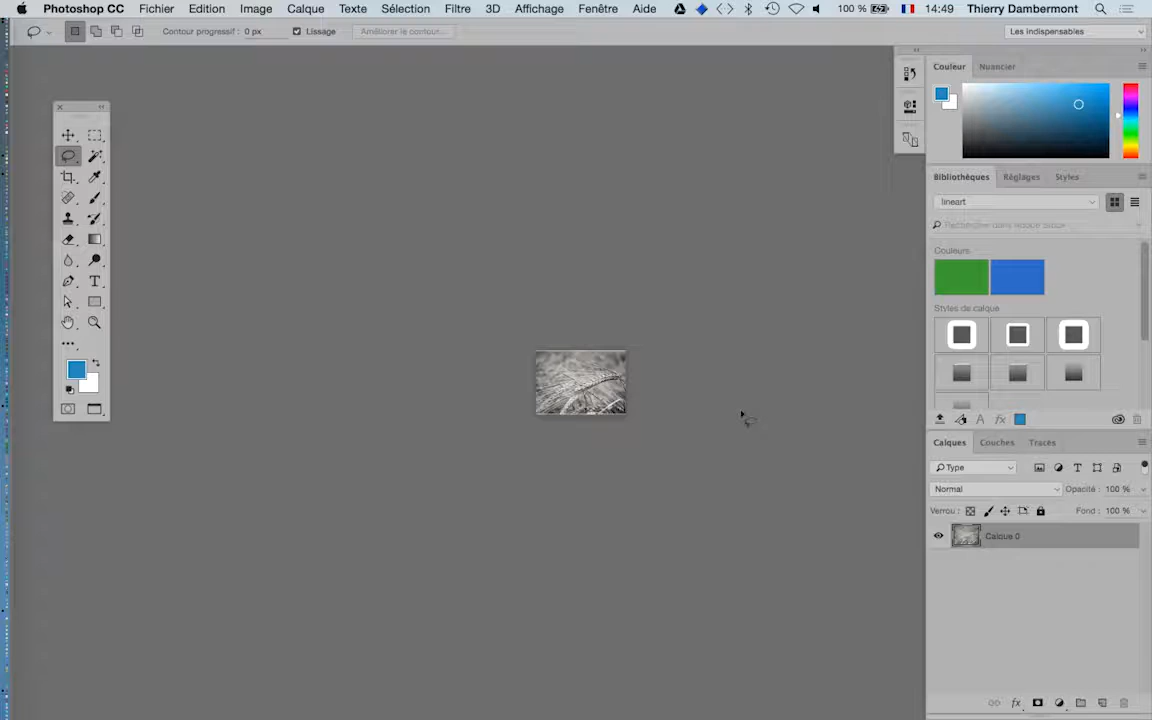 Photoshop CC Fichier Edition Image Calque Texte Sélection Filtre 3D Affichage Fenêtre Aide 100 % 14:49 Thierry Dambermont
Contour progressif : 0 px Lissage Améliorer le contour... Les indispensables
Couleur Nuancier
Bibliothèques Réglages Styles
lineart
Couleurs
Styles de calque
Calques Couches Tracés
Type
Normal Opacité : 100 %
Verrou : Fond : 100 %
Calque 0